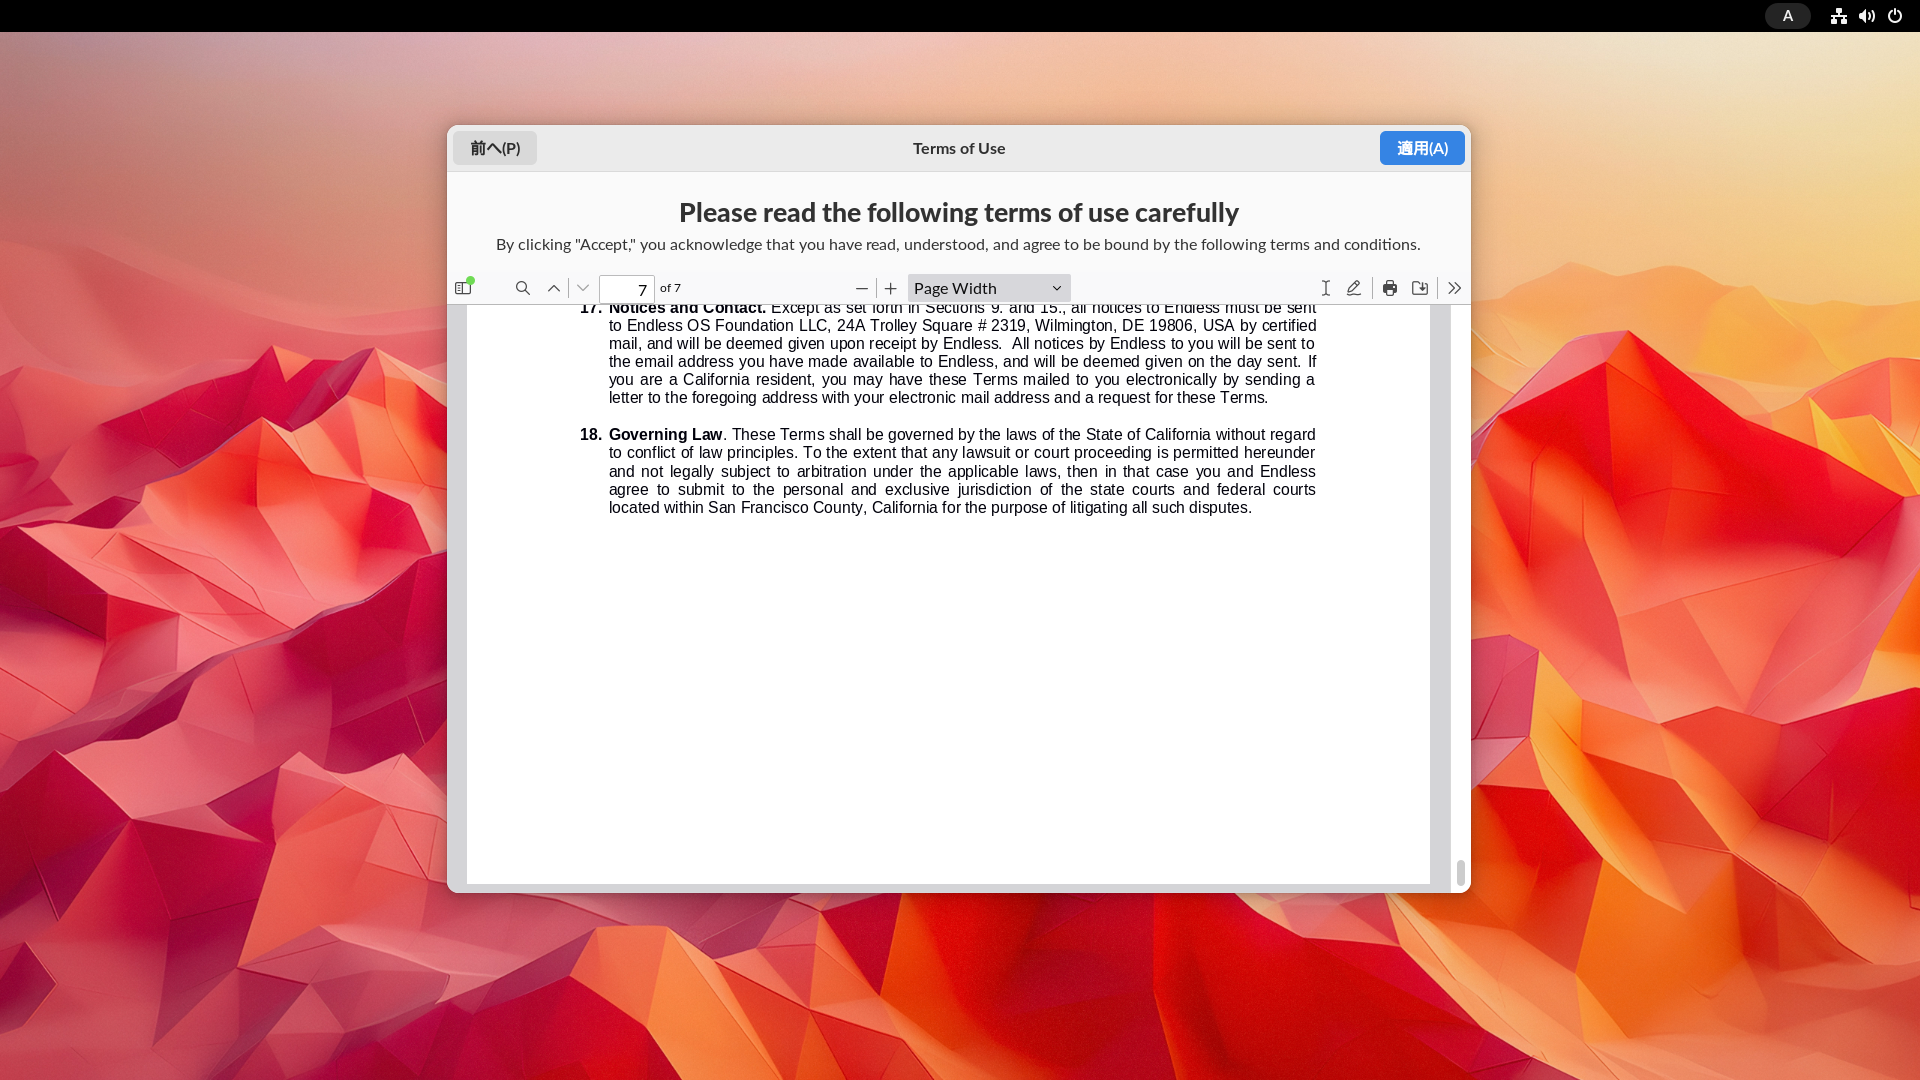 A
前へ(P)
Terms of Use
適用(A)
Please read the following terms of use carefully
By clicking "Accept," you acknowledge that you have read, understood, and agree to be bound by the following terms and conditions.
7 of 7
Page Width
17. Notices and Contact. Except as set forth in Sections 9. and 15., all notices to Endless must be sent
to Endless OS Foundation LLC, 24A Trolley Square # 2319, Wilmington, DE 19806, USA by certified
mail, and will be deemed given upon receipt by Endless.  All notices by Endless to you will be sent to
the email address you have made available to Endless, and will be deemed given on the day sent. If
you are a California resident, you may have these Terms mailed to you electronically by sending a
letter to the foregoing address with your electronic mail address and a request for these Terms.
18. Governing Law. These Terms shall be governed by the laws of the State of California without regard
to conflict of law principles. To the extent that any lawsuit or court proceeding is permitted hereunder
and not legally subject to arbitration under the applicable laws, then in that case you and Endless
agree to submit to the personal and exclusive jurisdiction of the state courts and federal courts
located within San Francisco County, California for the purpose of litigating all such disputes.